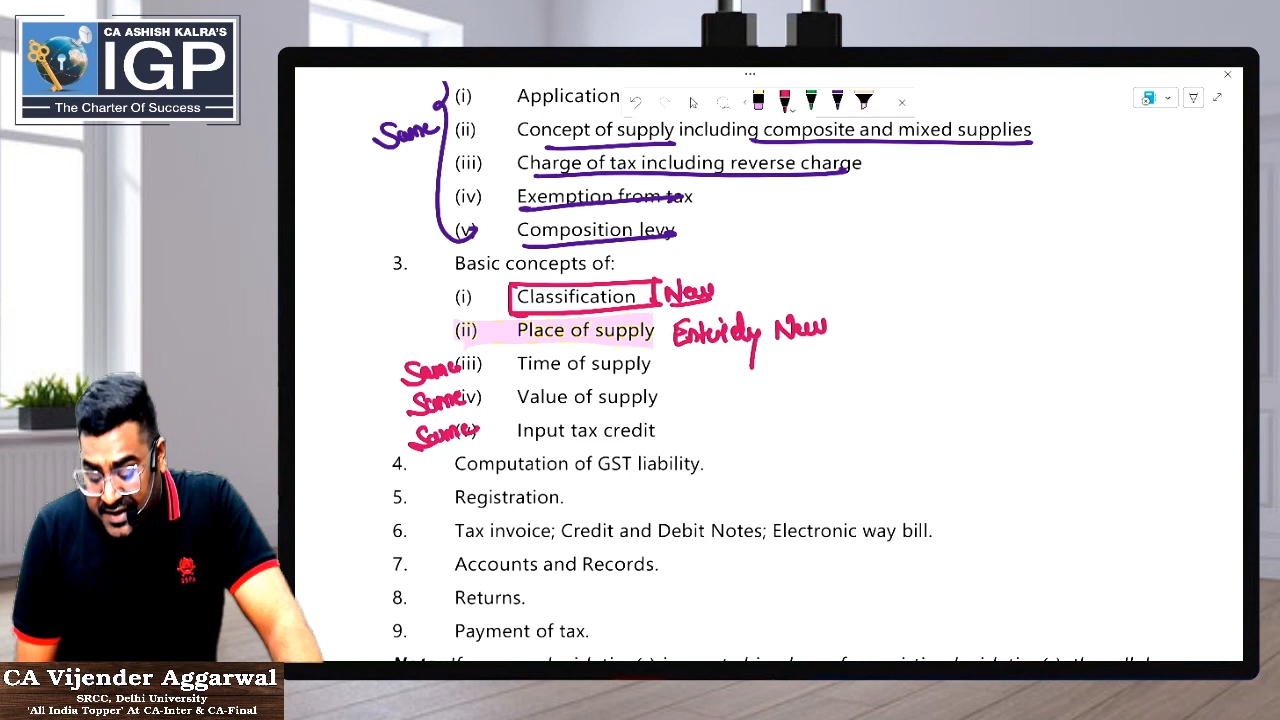 CA ASHISH KALRA'S
IGP
The Charter Of Success
(i) Application
(ii) Concept of supply including composite and mixed supplies
Same
(iii) Charge of tax including reverse charge
(iv) Exemption from tax
(v) Composition levy
3. Basic concepts of:
(i) Classification New
(ii) Place of supply Entirely New
Same (iii) Time of supply
Same (iv) Value of supply
Same (v) Input tax credit
4. Computation of GST liability.
5. Registration.
6. Tax invoice; Credit and Debit Notes; Electronic way bill.
7. Accounts and Records.
8. Returns.
9. Payment of tax.
CA Vijender Aggarwal
SRCC, Delhi University
'All India Topper' At CA-Inter & CA-Final